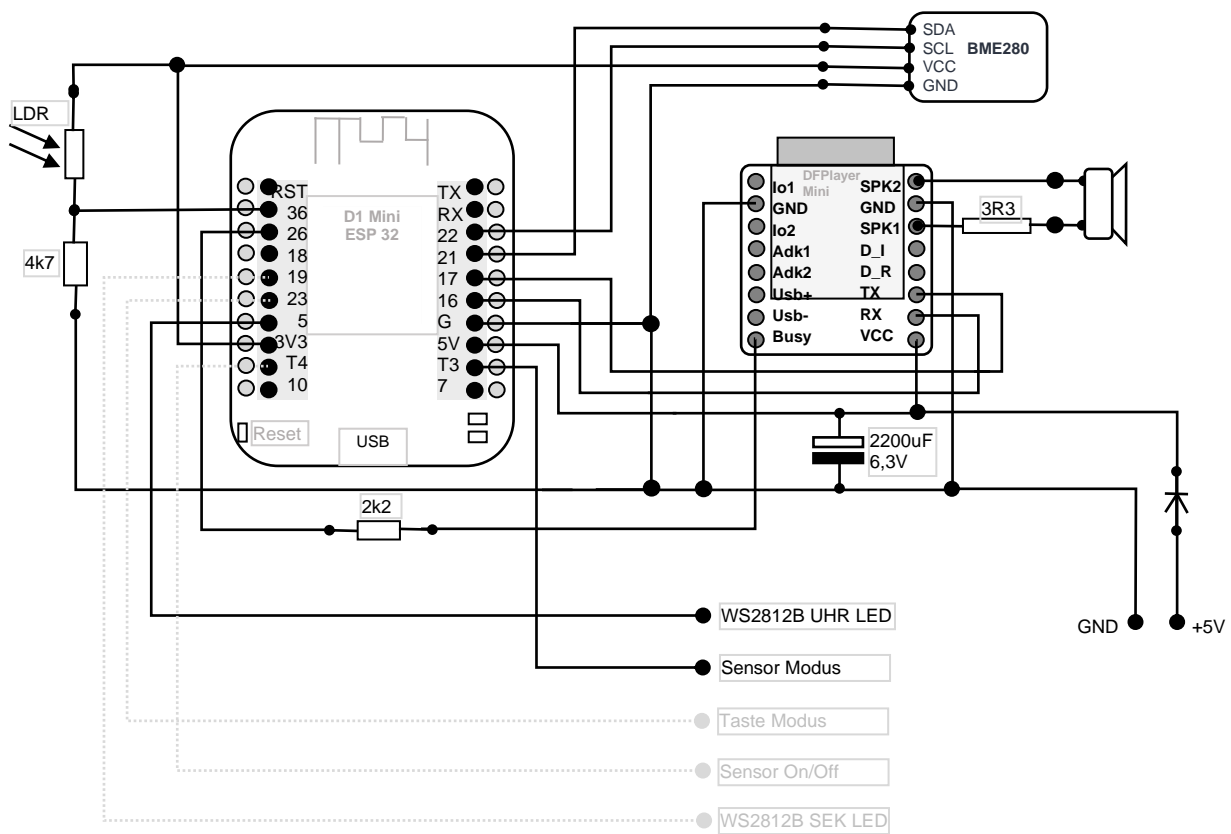 SDA
SCL
VCC
GND
BME280
LDR
4k7
RST
36
26
18
19
23
5
3V3
T4
10
D1 Mini
ESP 32
TX
RX
22
21
17
16
G
5V
T3
7
Reset
USB
DFPlayer
Mini
Io1
GND
Io2
Adk1
Adk2
Usb+
Usb-
Busy
SPK2
GND
SPK1
D_I
D_R
TX
RX
VCC
3R3
2200uF
6,3V
2k2
WS2812B UHR LED
Sensor Modus
Taste Modus
Sensor On/Off
WS2812B SEK LED
GND
+5V